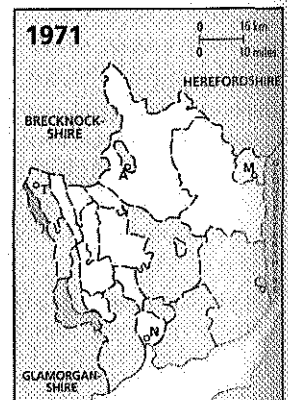 1971
0 16 km
0 10 miles
HEREFORDSHIRE
BRECKNOCK-
SHIRE
A
M
T
N
GLAMORGAN-
SHIRE